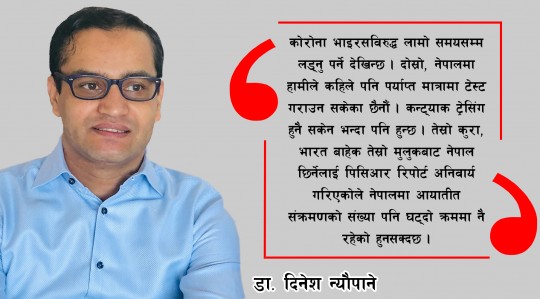 कोरोना भाइरसविरुद्ध लामो समयसम्म
लड्नु पर्ने देखिन्छ । दोस्रो, नेपालमा
हामीले कहिले पनि पर्याप्त मात्रामा टेस्ट
गराउन सकेका छैनौं । कन्ट्याक ट्रेसिंग
हुनै सकेन भन्दा पनि हुन्छ । तेस्रो कुरा,
भारत बाहेक तेस्रो मुलुकबाट नेपाल
छिर्नेलाई पिसिआर रिपोर्ट अनिवार्य
गरिएकोले नेपालमा आयातीत
संक्रमणको संख्या पनि घट्दो क्रममा नै
रहेको हुनसक्दछ ।
डा. दिनेश न्यौपाने